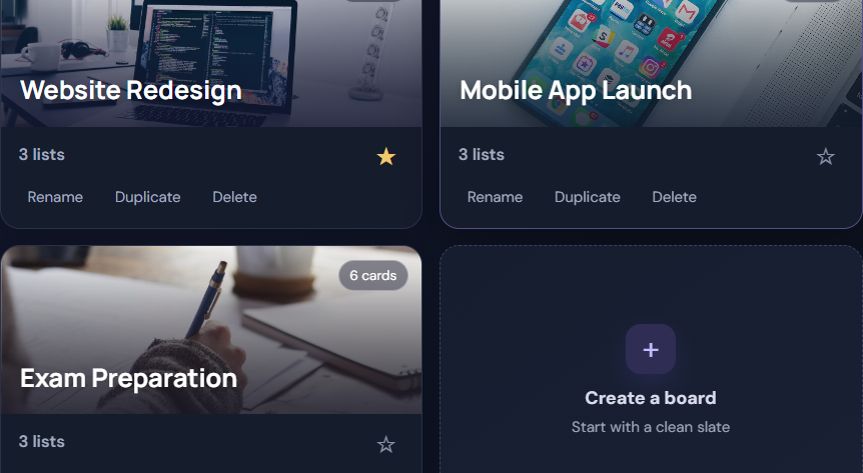 Website Redesign
Mobile App Launch
3 lists
3 lists
Rename Duplicate Delete
Rename Duplicate Delete
6 cards
Exam Preparation
Create a board
Start with a clean slate
3 lists